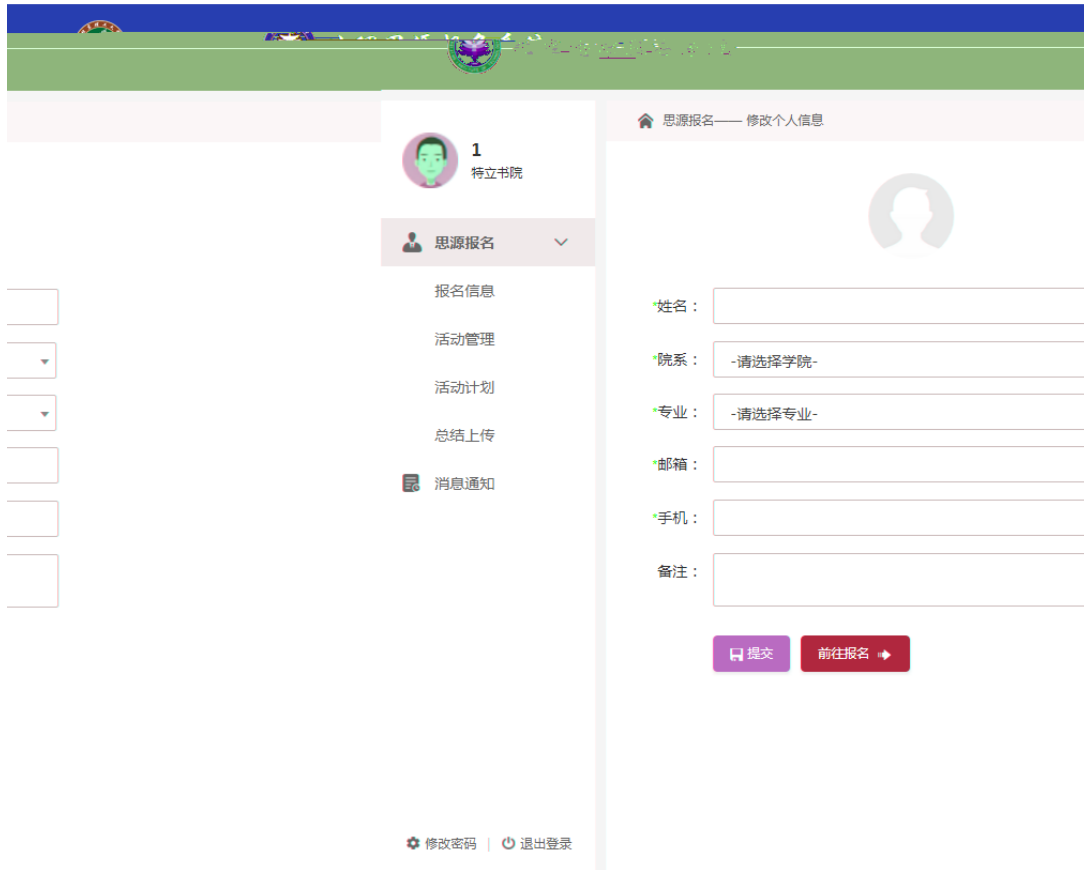 思源报名—— 修改个人信息
1
特立书院
思源报名
报名信息
活动管理
活动计划
总结上传
消息通知
*姓名：
*院系： -请选择学院-
*专业： -请选择专业-
*邮箱：
*手机：
备注：
提交 前往报名
修改密码 | 退出登录